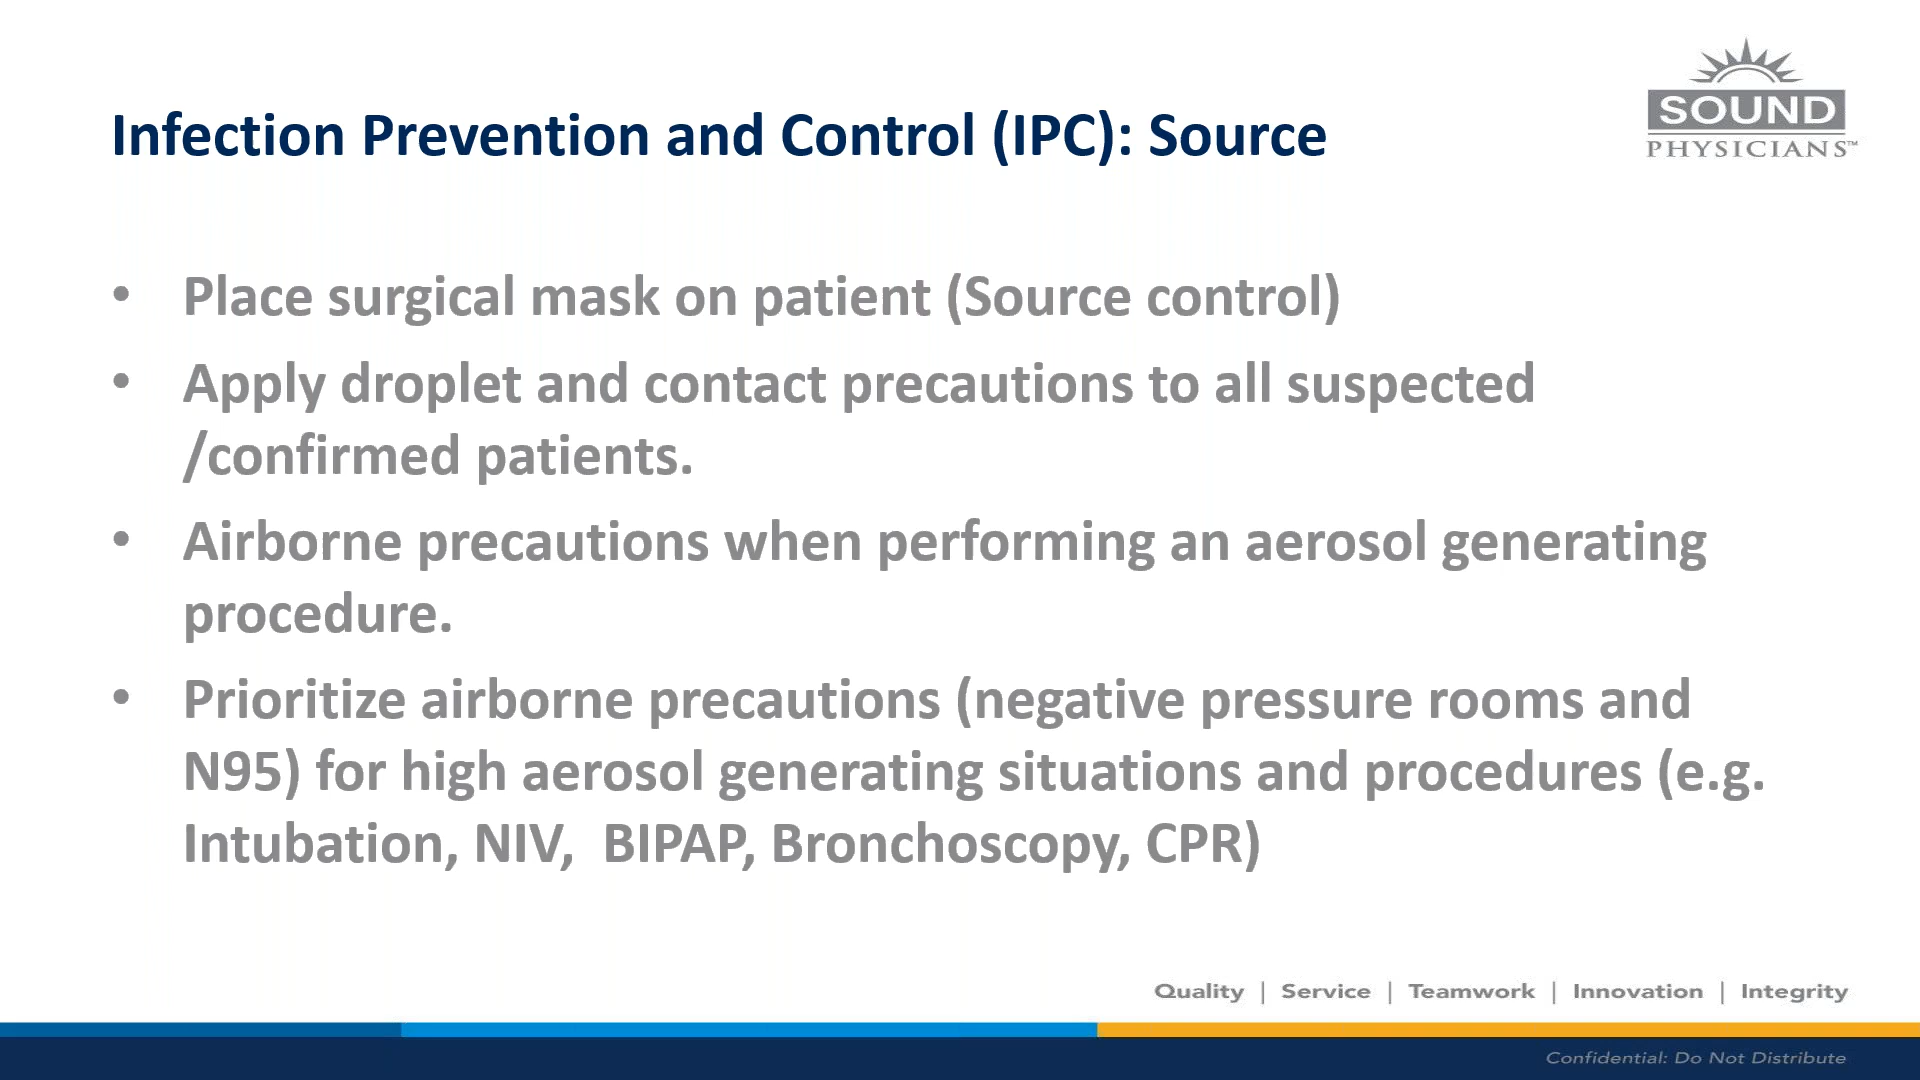 SOUND
PHYSICIANS™
Infection Prevention and Control (IPC): Source
• Place surgical mask on patient (Source control)
• Apply droplet and contact precautions to all suspected
/confirmed patients.
• Airborne precautions when performing an aerosol generating
procedure.
• Prioritize airborne precautions (negative pressure rooms and
N95) for high aerosol generating situations and procedures (e.g.
Intubation, NIV,  BIPAP, Bronchoscopy, CPR)
Quality | Service | Teamwork | Innovation | Integrity
Confidential: Do Not Distribute